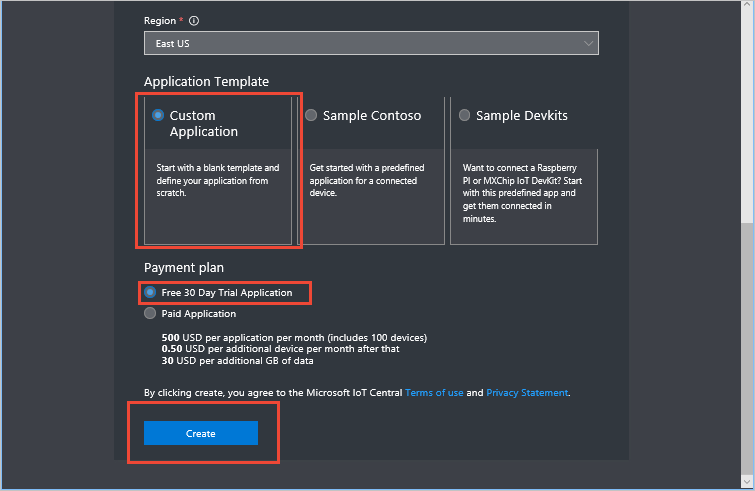 Region *
East US
Application Template
Custom
Application
Sample Contoso
Sample Devkits
Start with a blank template and
define your application from
scratch.
Get started with a predefined
application for a connected
device.
Want to connect a Raspberry
PI or MXChip IoT DevKit? Start
with this predefined app and
get them connected in
minutes.
Payment plan
Free 30 Day Trial Application
Paid Application
500 USD per application per month (includes 100 devices)
0.50 USD per additional device per month after that
30 USD per additional GB of data
By clicking create, you agree to the Microsoft IoT Central Terms of use and Privacy Statement.
Create